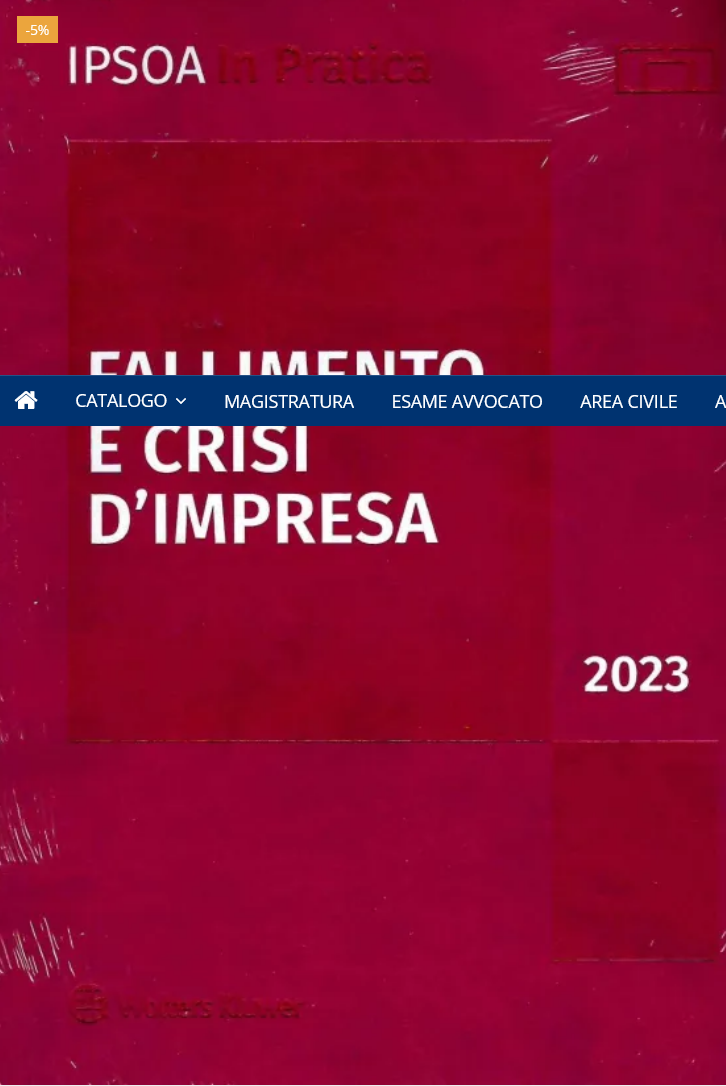 -5%
IPSOA In Pratica
FALLIMENTO
CATALOGO MAGISTRATURA ESAME AVVOCATO AREA CIVILE A
E CRISI
D'IMPRESA
2023
Wolters Kluwer